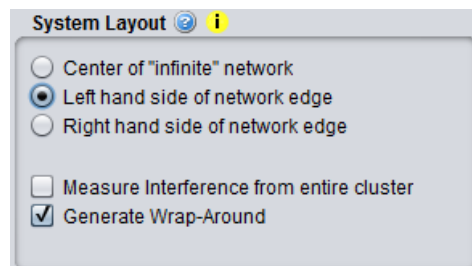 System Layout ? i
Center of "infinite" network
Left hand side of network edge
Right hand side of network edge
Measure Interference from entire cluster
Generate Wrap-Around